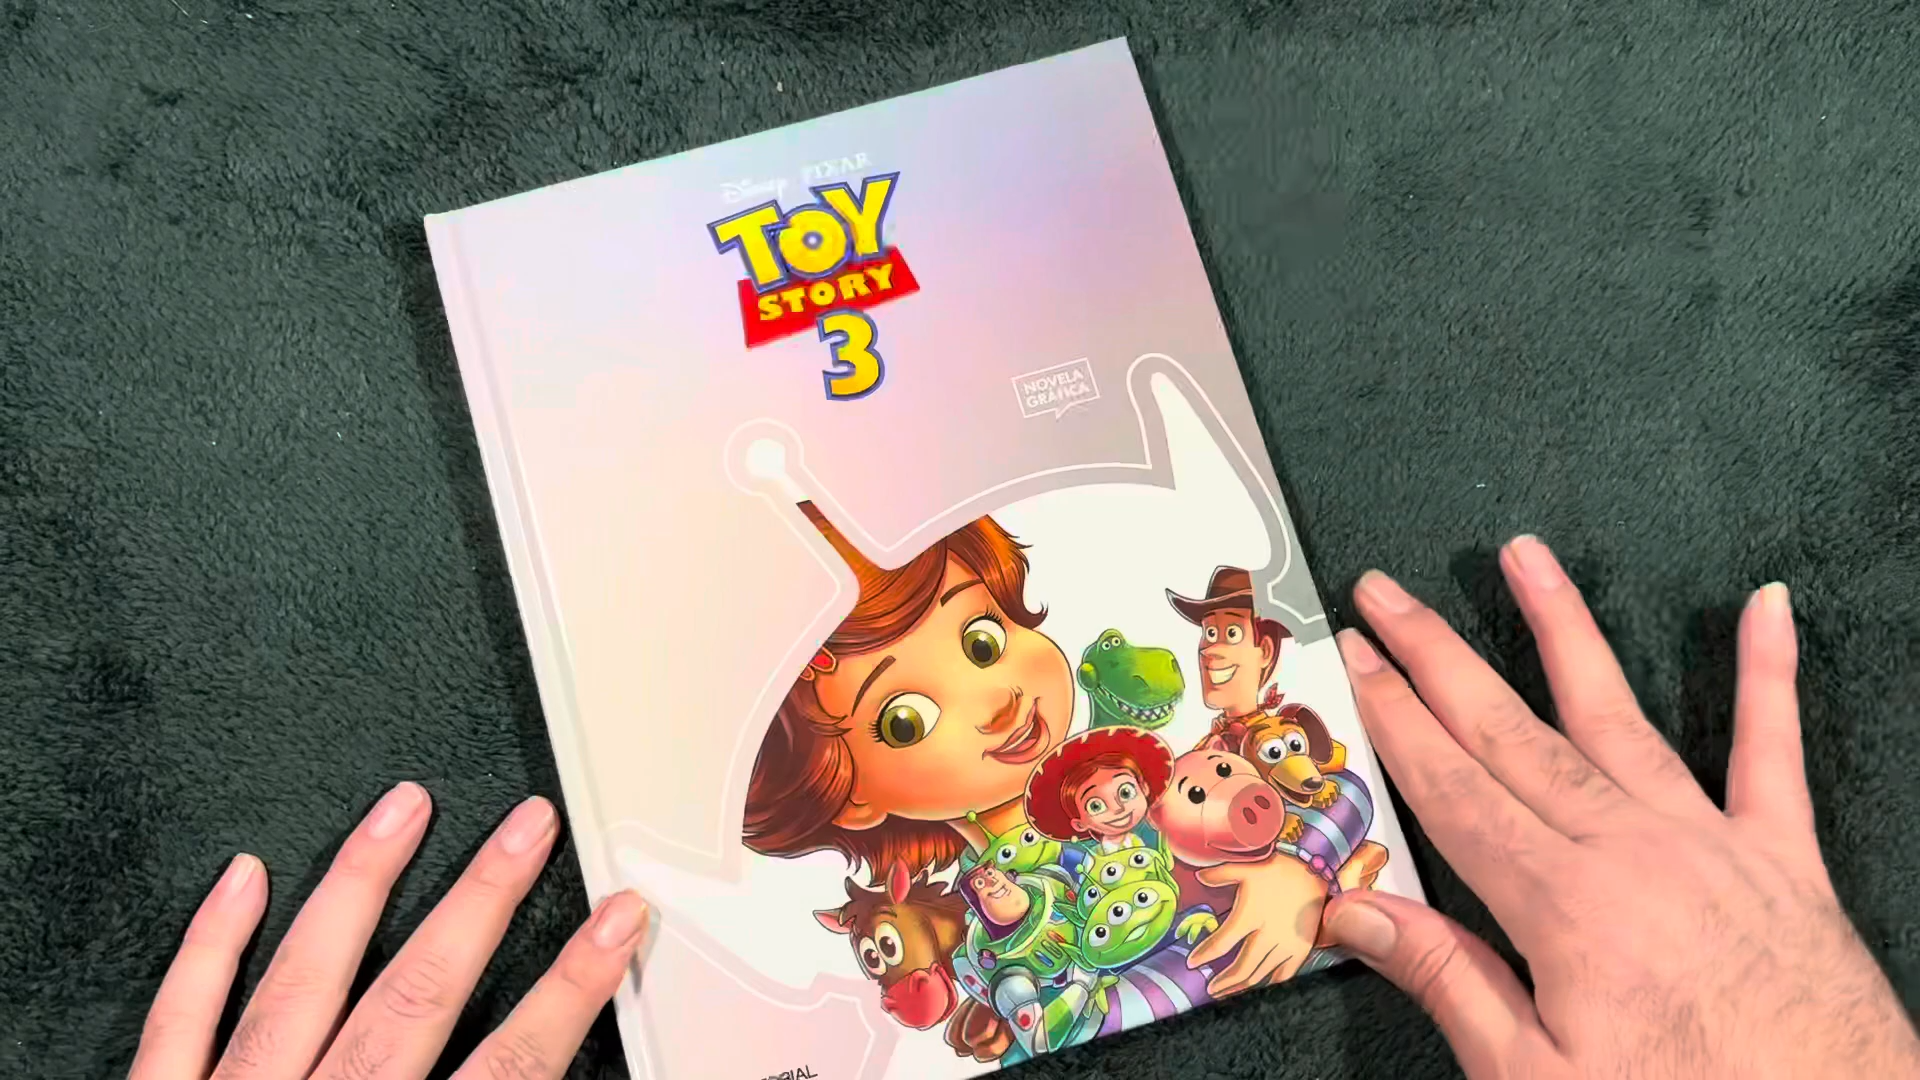 Disney PIXAR
TOY
STORY
3
NOVELA
GRÁFICA